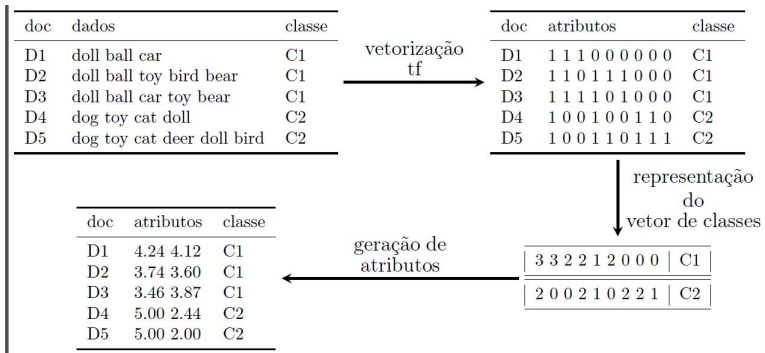 doc dados classe
D1 doll ball car C1
D2 doll ball toy bird bear C1
D3 doll ball car toy bear C1
D4 dog toy cat doll C2
D5 dog toy cat deer doll bird C2
vetorização
tf
doc atributos classe
D1 1 1 1 0 0 0 0 0 0 C1
D2 1 1 0 1 1 1 0 0 0 C1
D3 1 1 1 1 0 1 0 0 0 C1
D4 1 0 0 1 0 0 1 1 0 C2
D5 1 0 0 1 1 0 1 1 1 C2
representação
do
vetor de classes
| 3 3 2 2 1 2 0 0 0 | C1 |
| 2 0 0 2 1 0 2 2 1 | C2 |
geração de
atributos
doc atributos classe
D1 4.24 4.12 C1
D2 3.74 3.60 C1
D3 3.46 3.87 C1
D4 5.00 2.44 C2
D5 5.00 2.00 C2